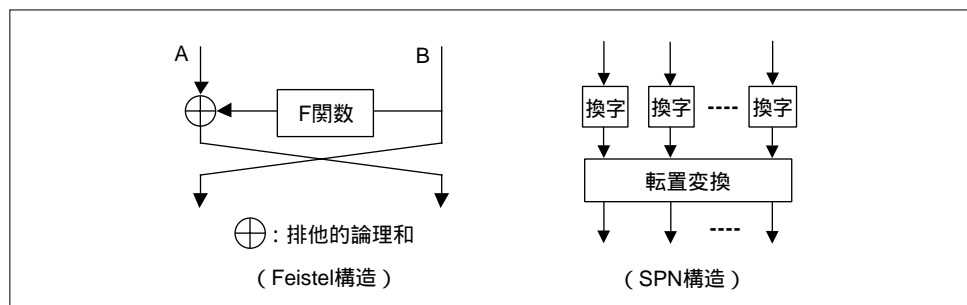 A
B
F関数
:排他的論理和
(Feistel構造)
換字
換字
----
換字
転置変換
----
(SPN構造)